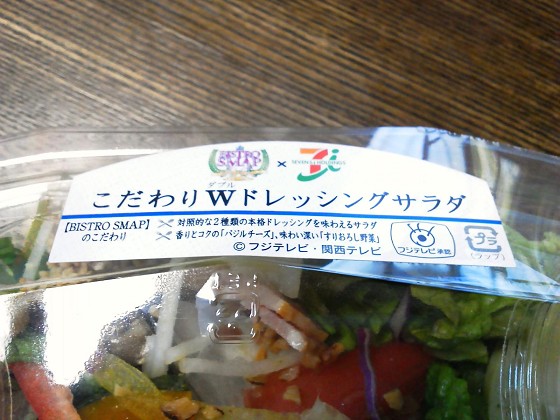 BISTRO SMAP × SEVEN & i HOLDINGS
ダブル
こだわりWドレッシングサラダ
【BISTRO SMAP】 対照的な2種類の本格ドレッシングを味わえるサラダ
のこだわり 香りとコクの「バジルチーズ」、味わい深い「すりおろし野菜」
©フジテレビ・関西テレビ
フジテレビ承認
プラ
(ラップ)